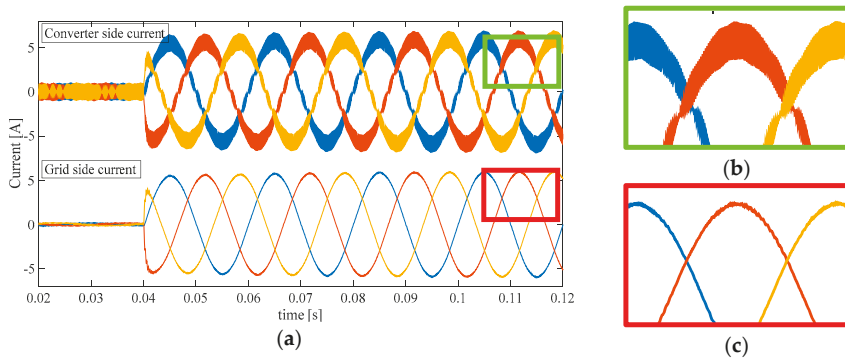 Converter side current
5
0
-5
Grid side current
5
0
-5
Current [A]
0.02 0.03 0.04 0.05 0.06 0.07 0.08 0.09 0.1 0.11 0.12
time [s]
(a)
(b)
(c)